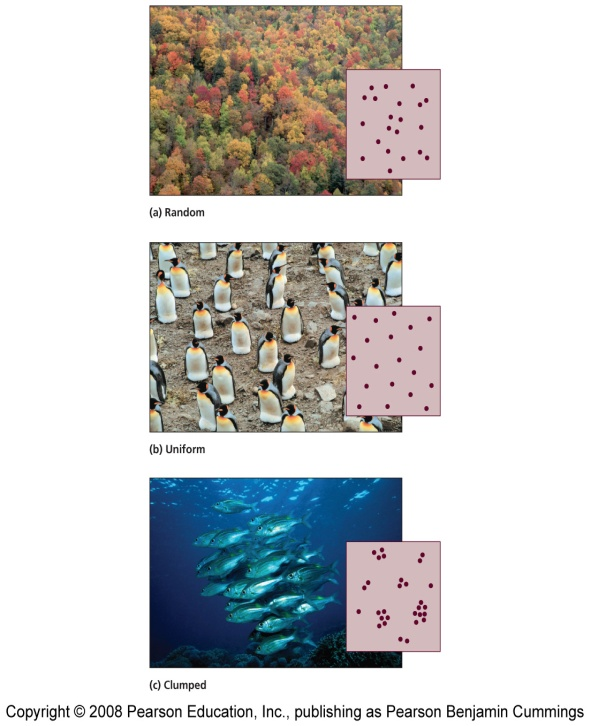 (a) Random
(b) Uniform
(c) Clumped
Copyright © 2008 Pearson Education, Inc., publishing as Pearson Benjamin Cummings